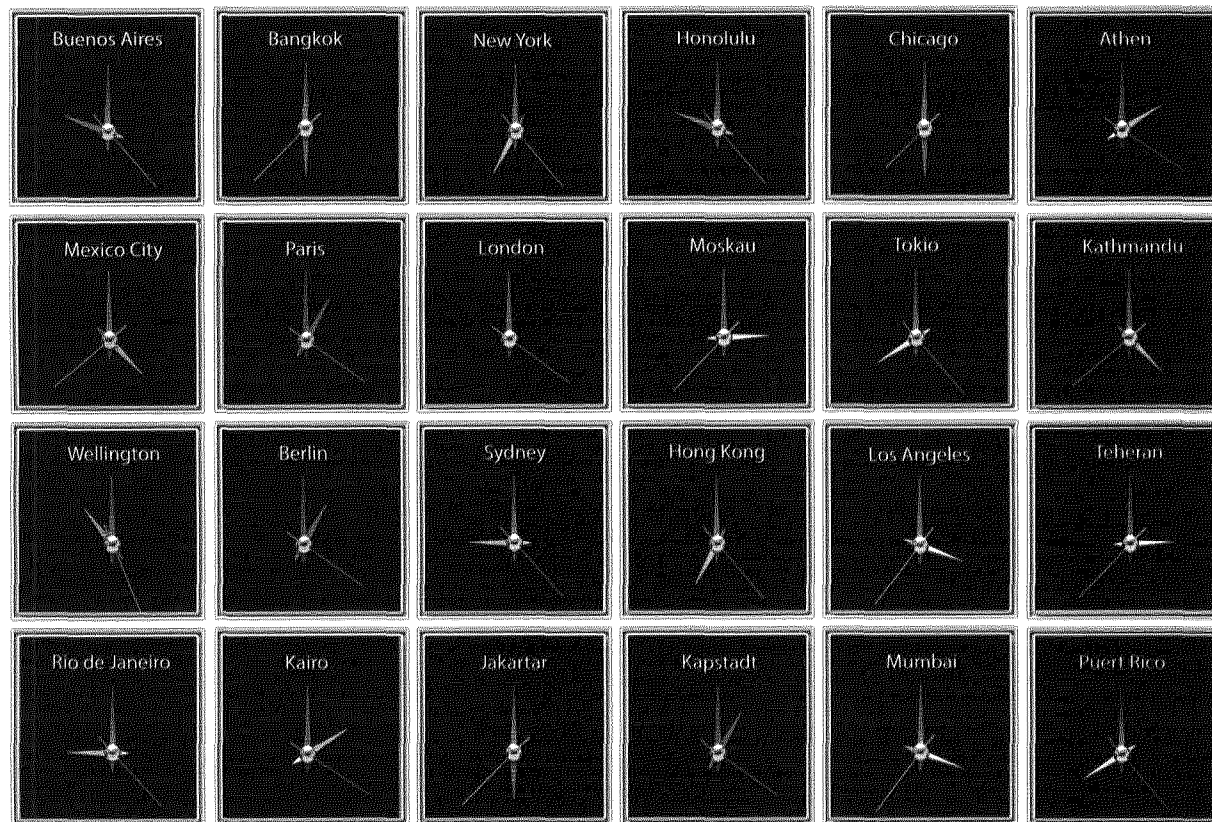 Buenos Aires
Bangkok
New York
Honolulu
Chicago
Athen
Mexico City
Paris
London
Moskau
Tokio
Kathmandu
Wellington
Berlin
Sydney
Hong Kong
Los Angeles
Teheran
Rio de Janeiro
Kairo
Jakartar
Kapstadt
Mumbai
Puert Rico